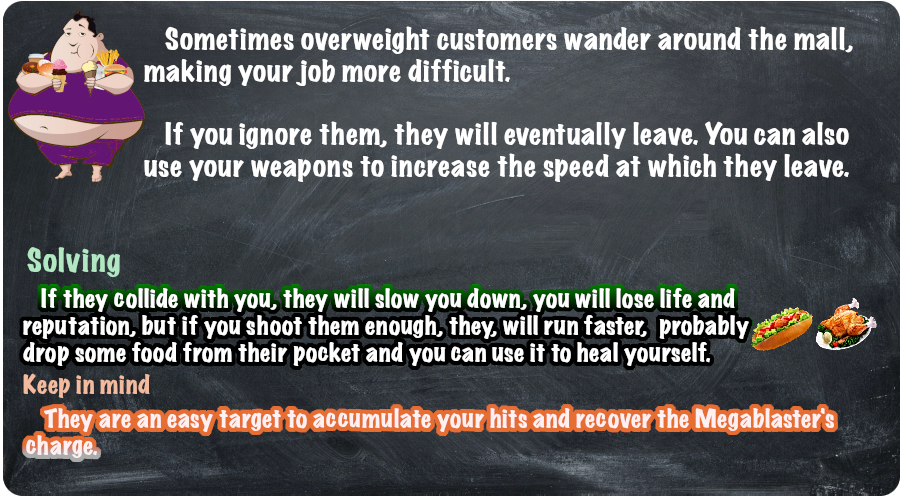 Sometimes overweight customers wander around the mall,
making your job more difficult.
If you ignore them, they will eventually leave. You can also
use your weapons to increase the speed at which they leave.
Solving
If they collide with you, they will slow you down, you will lose life and
reputation, but if you shoot them enough, they, will run faster, probably
drop some food from their pocket and you can use it to heal yourself.
Keep in mind
They are an easy target to accumulate your hits and recover the Megablaster's
charge.